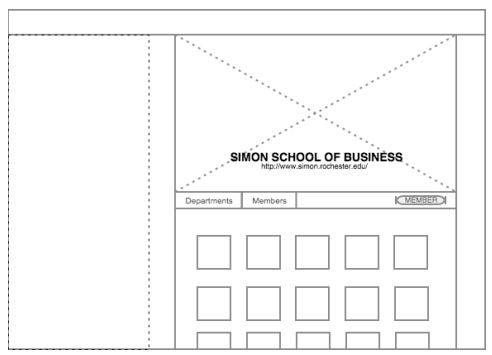 SIMON SCHOOL OF BUSINESS
http://www.simon.rochester.edu/
Departments Members MEMBER